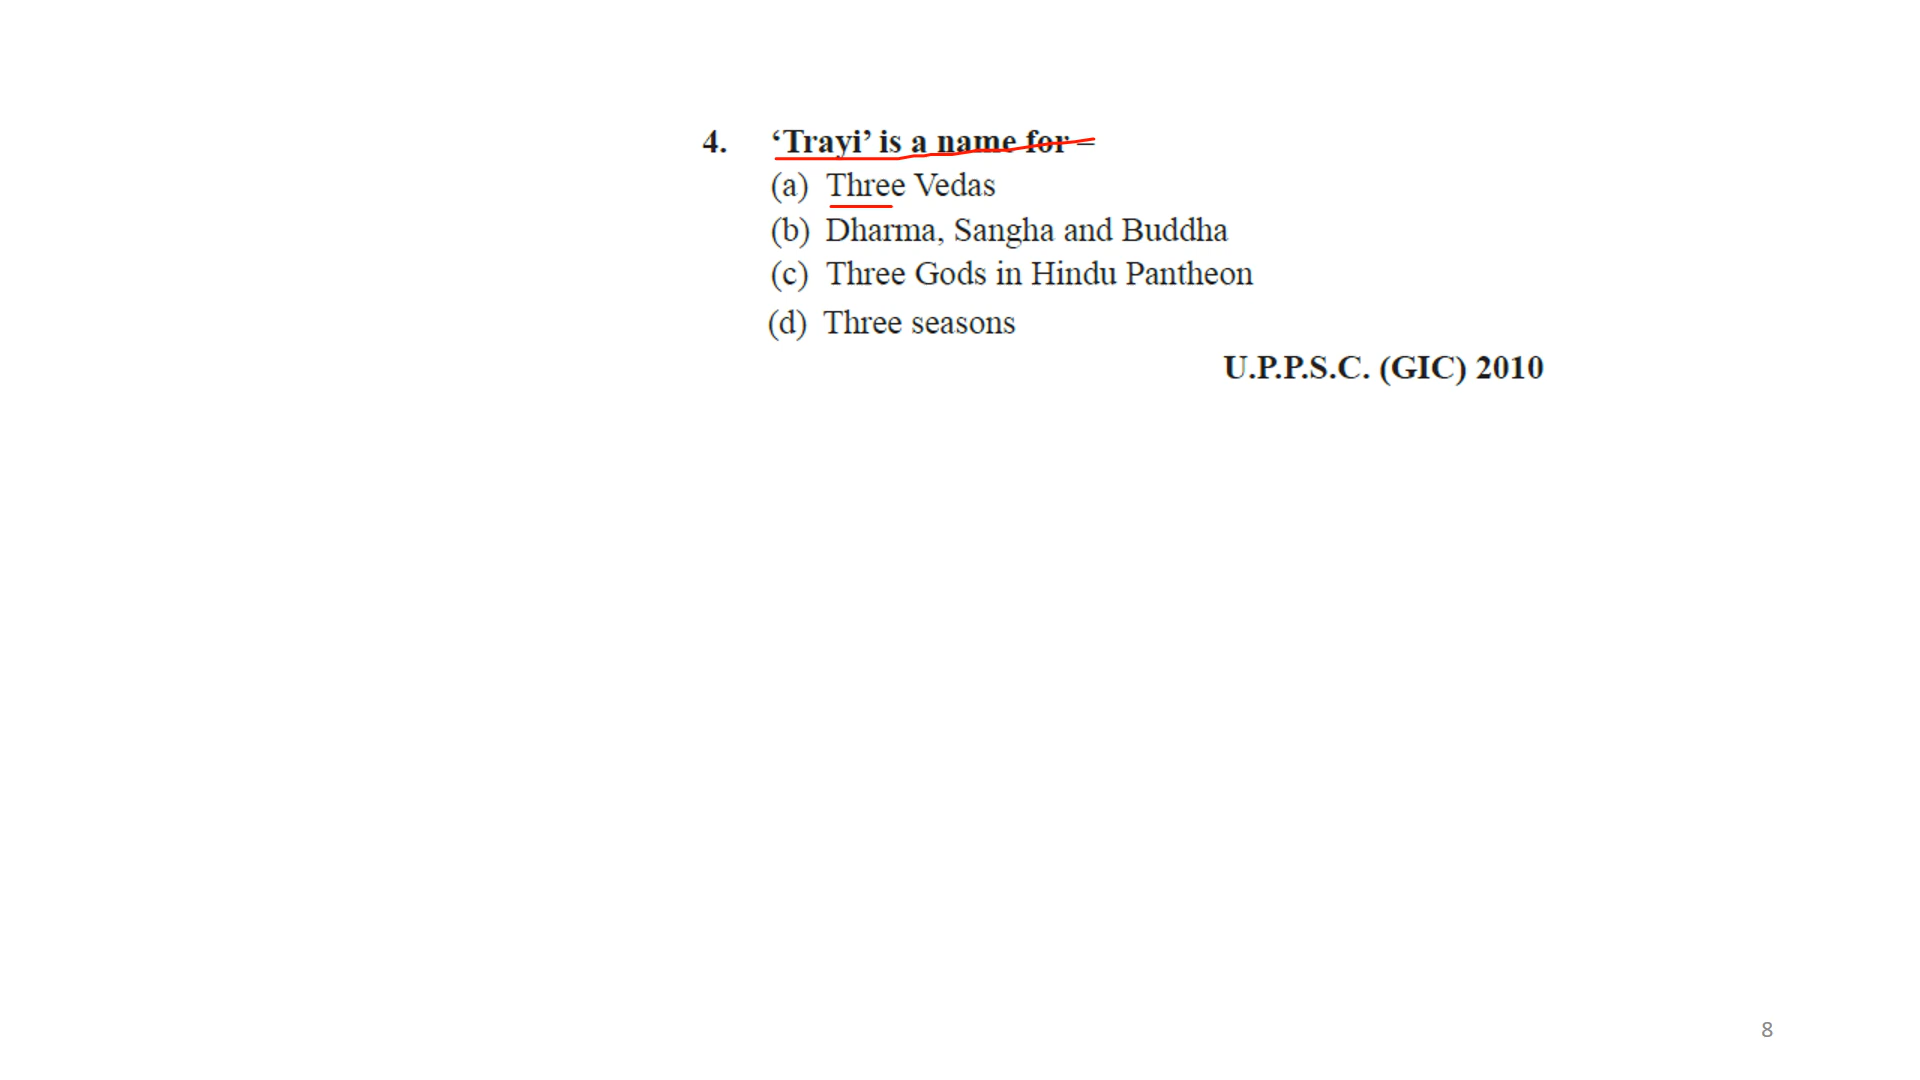 4. ‘Trayi’ is a name for –
(a) Three Vedas
(b) Dharma, Sangha and Buddha
(c) Three Gods in Hindu Pantheon
(d) Three seasons
U.P.P.S.C. (GIC) 2010
8